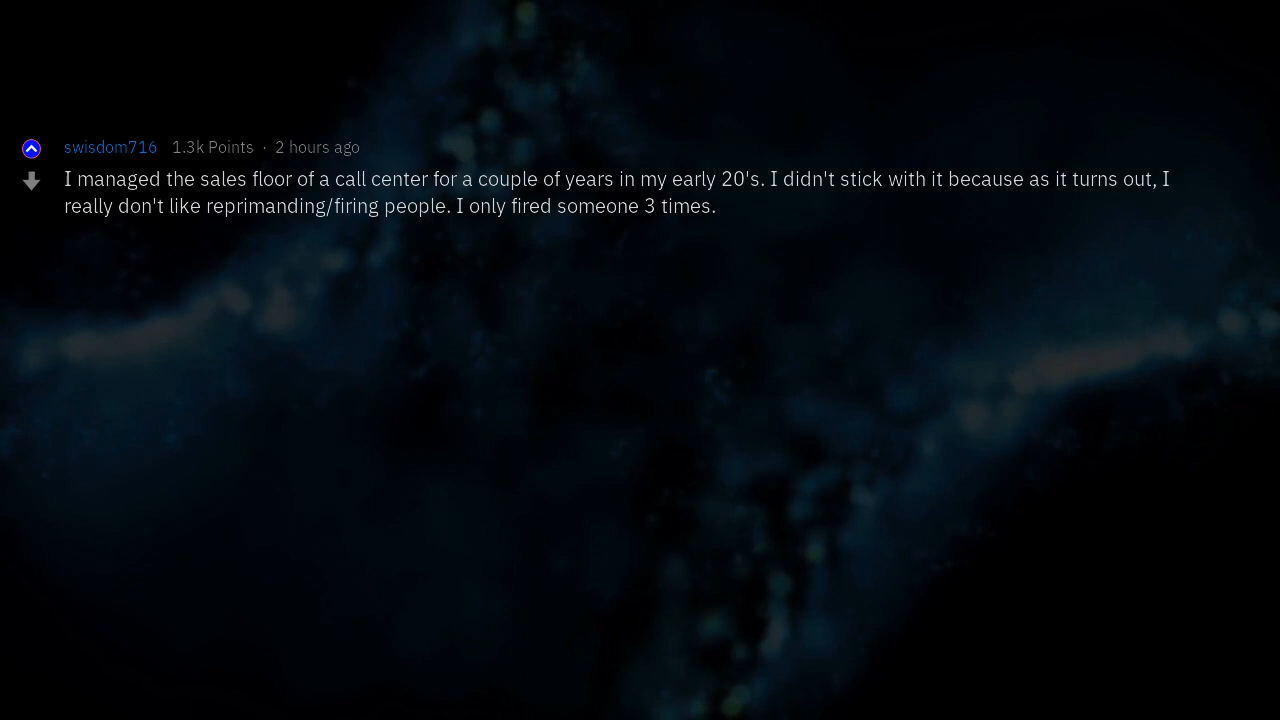 swisdom716 1.3k Points · 2 hours ago
I managed the sales floor of a call center for a couple of years in my early 20's. I didn't stick with it because as it turns out, I
really don't like reprimanding/firing people. I only fired someone 3 times.